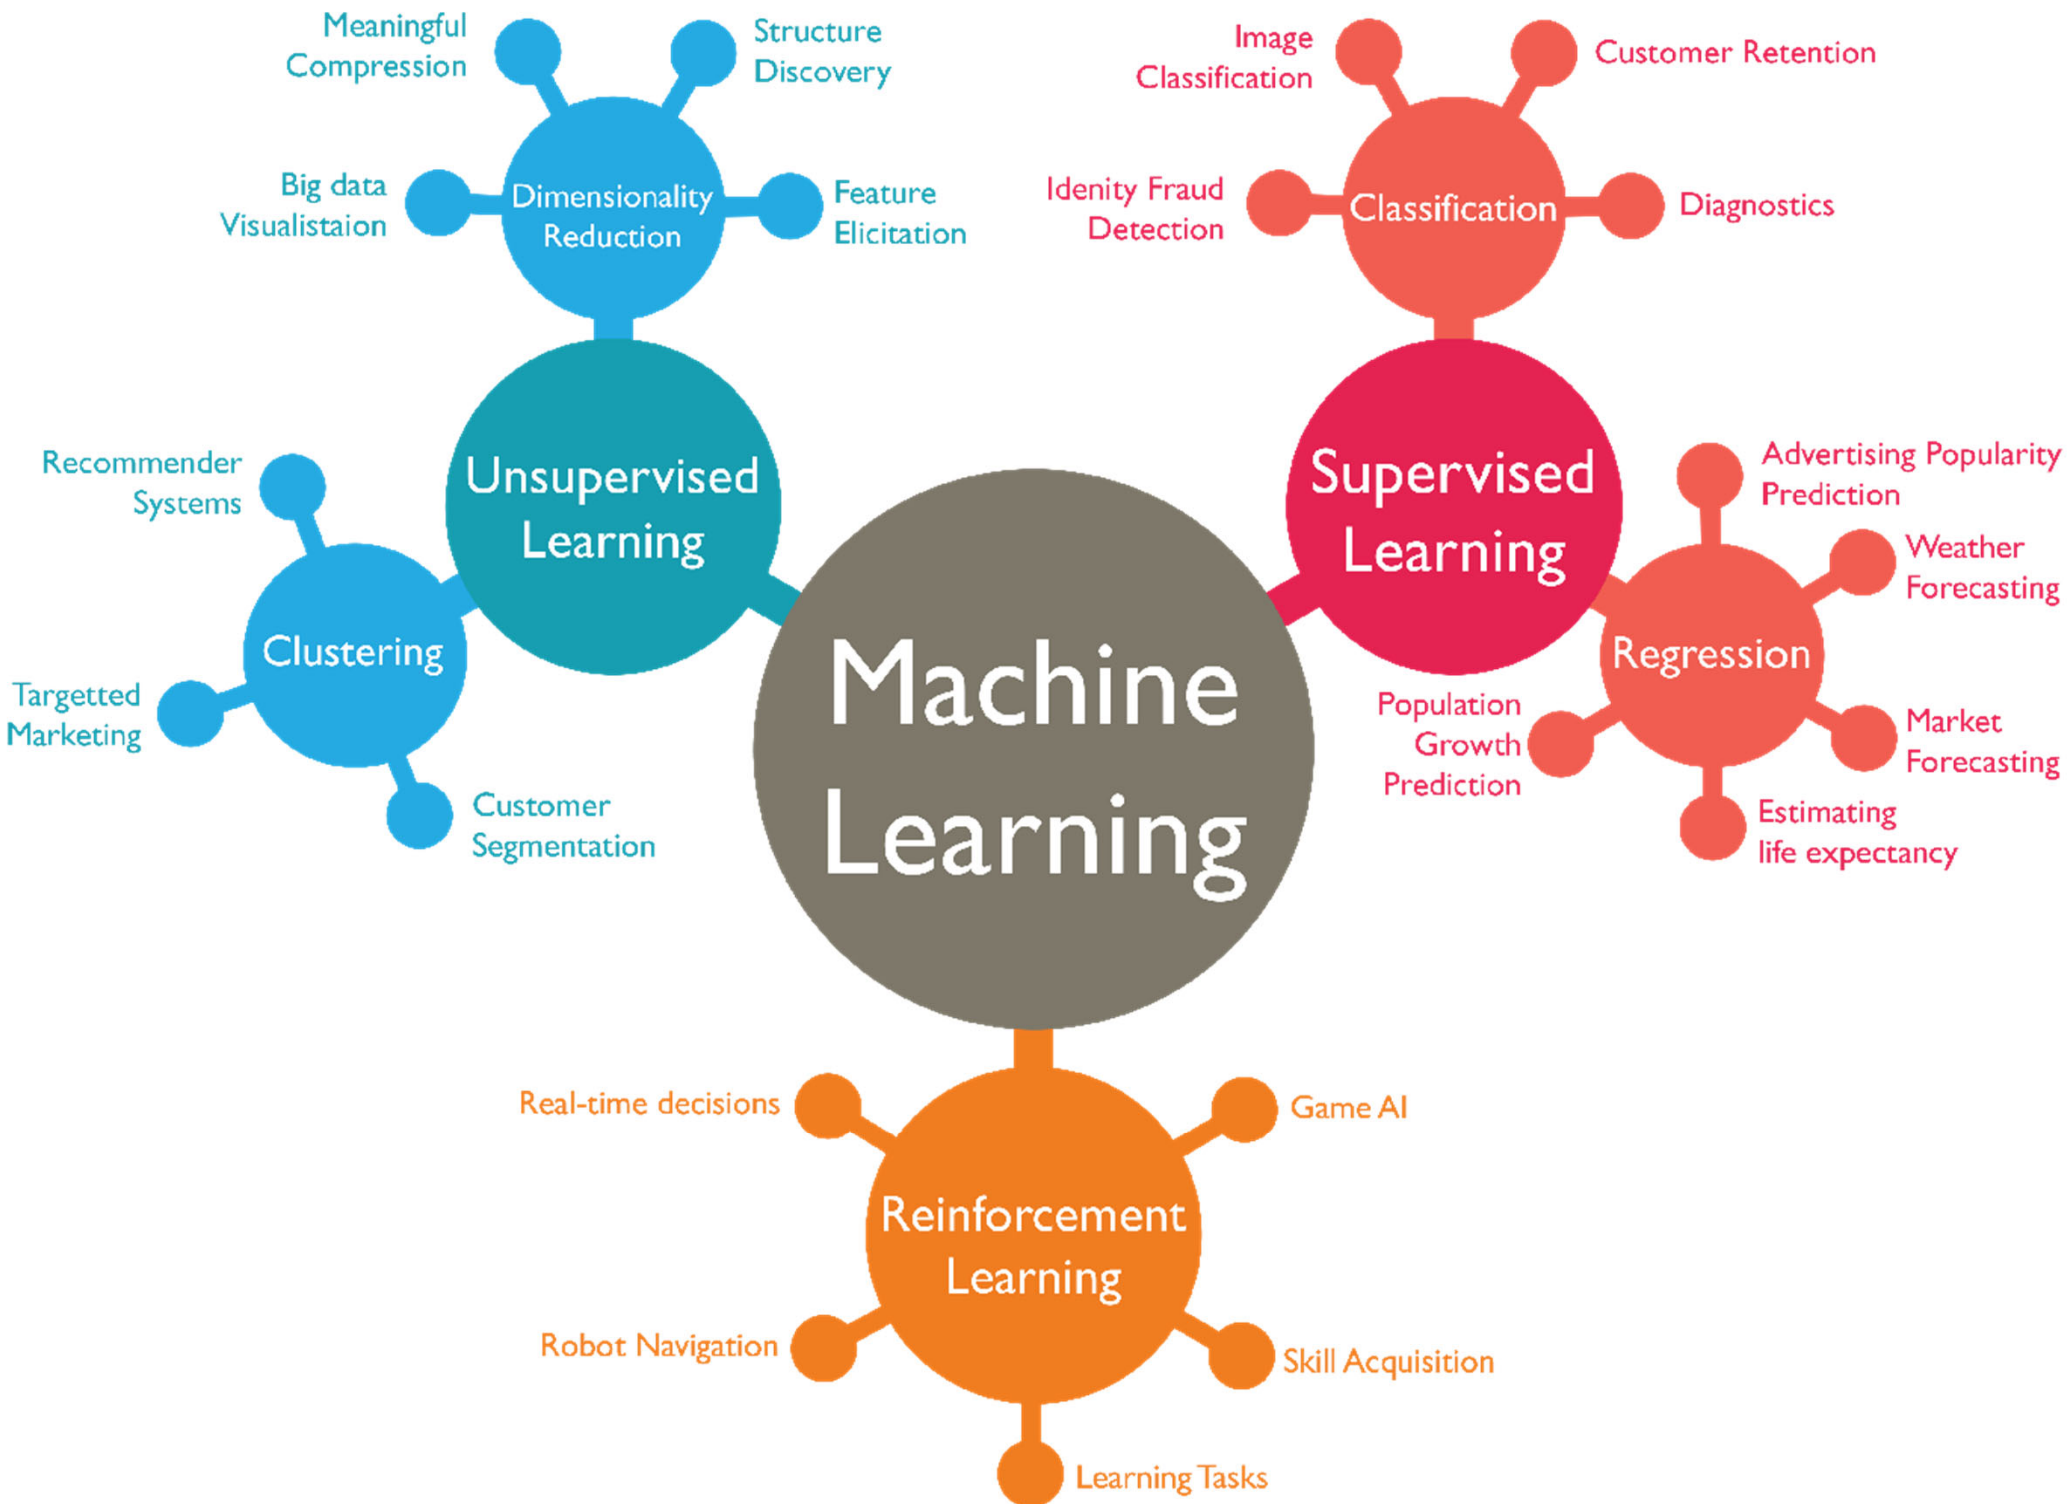 Meaningful
Compression
Structure
Discovery
Big data
Visualistaion
Dimensionality
Reduction
Feature
Elicitation
Image
Classification
Customer Retention
Idenity Fraud
Detection
Classification
Diagnostics
Unsupervised
Learning
Recommender
Systems
Clustering
Targetted
Marketing
Customer
Segmentation
Machine
Learning
Supervised
Learning
Advertising Popularity
Prediction
Weather
Forecasting
Regression
Population
Growth
Prediction
Market
Forecasting
Estimating
life expectancy
Real-time decisions
Game AI
Reinforcement
Learning
Robot Navigation
Skill Acquisition
Learning Tasks